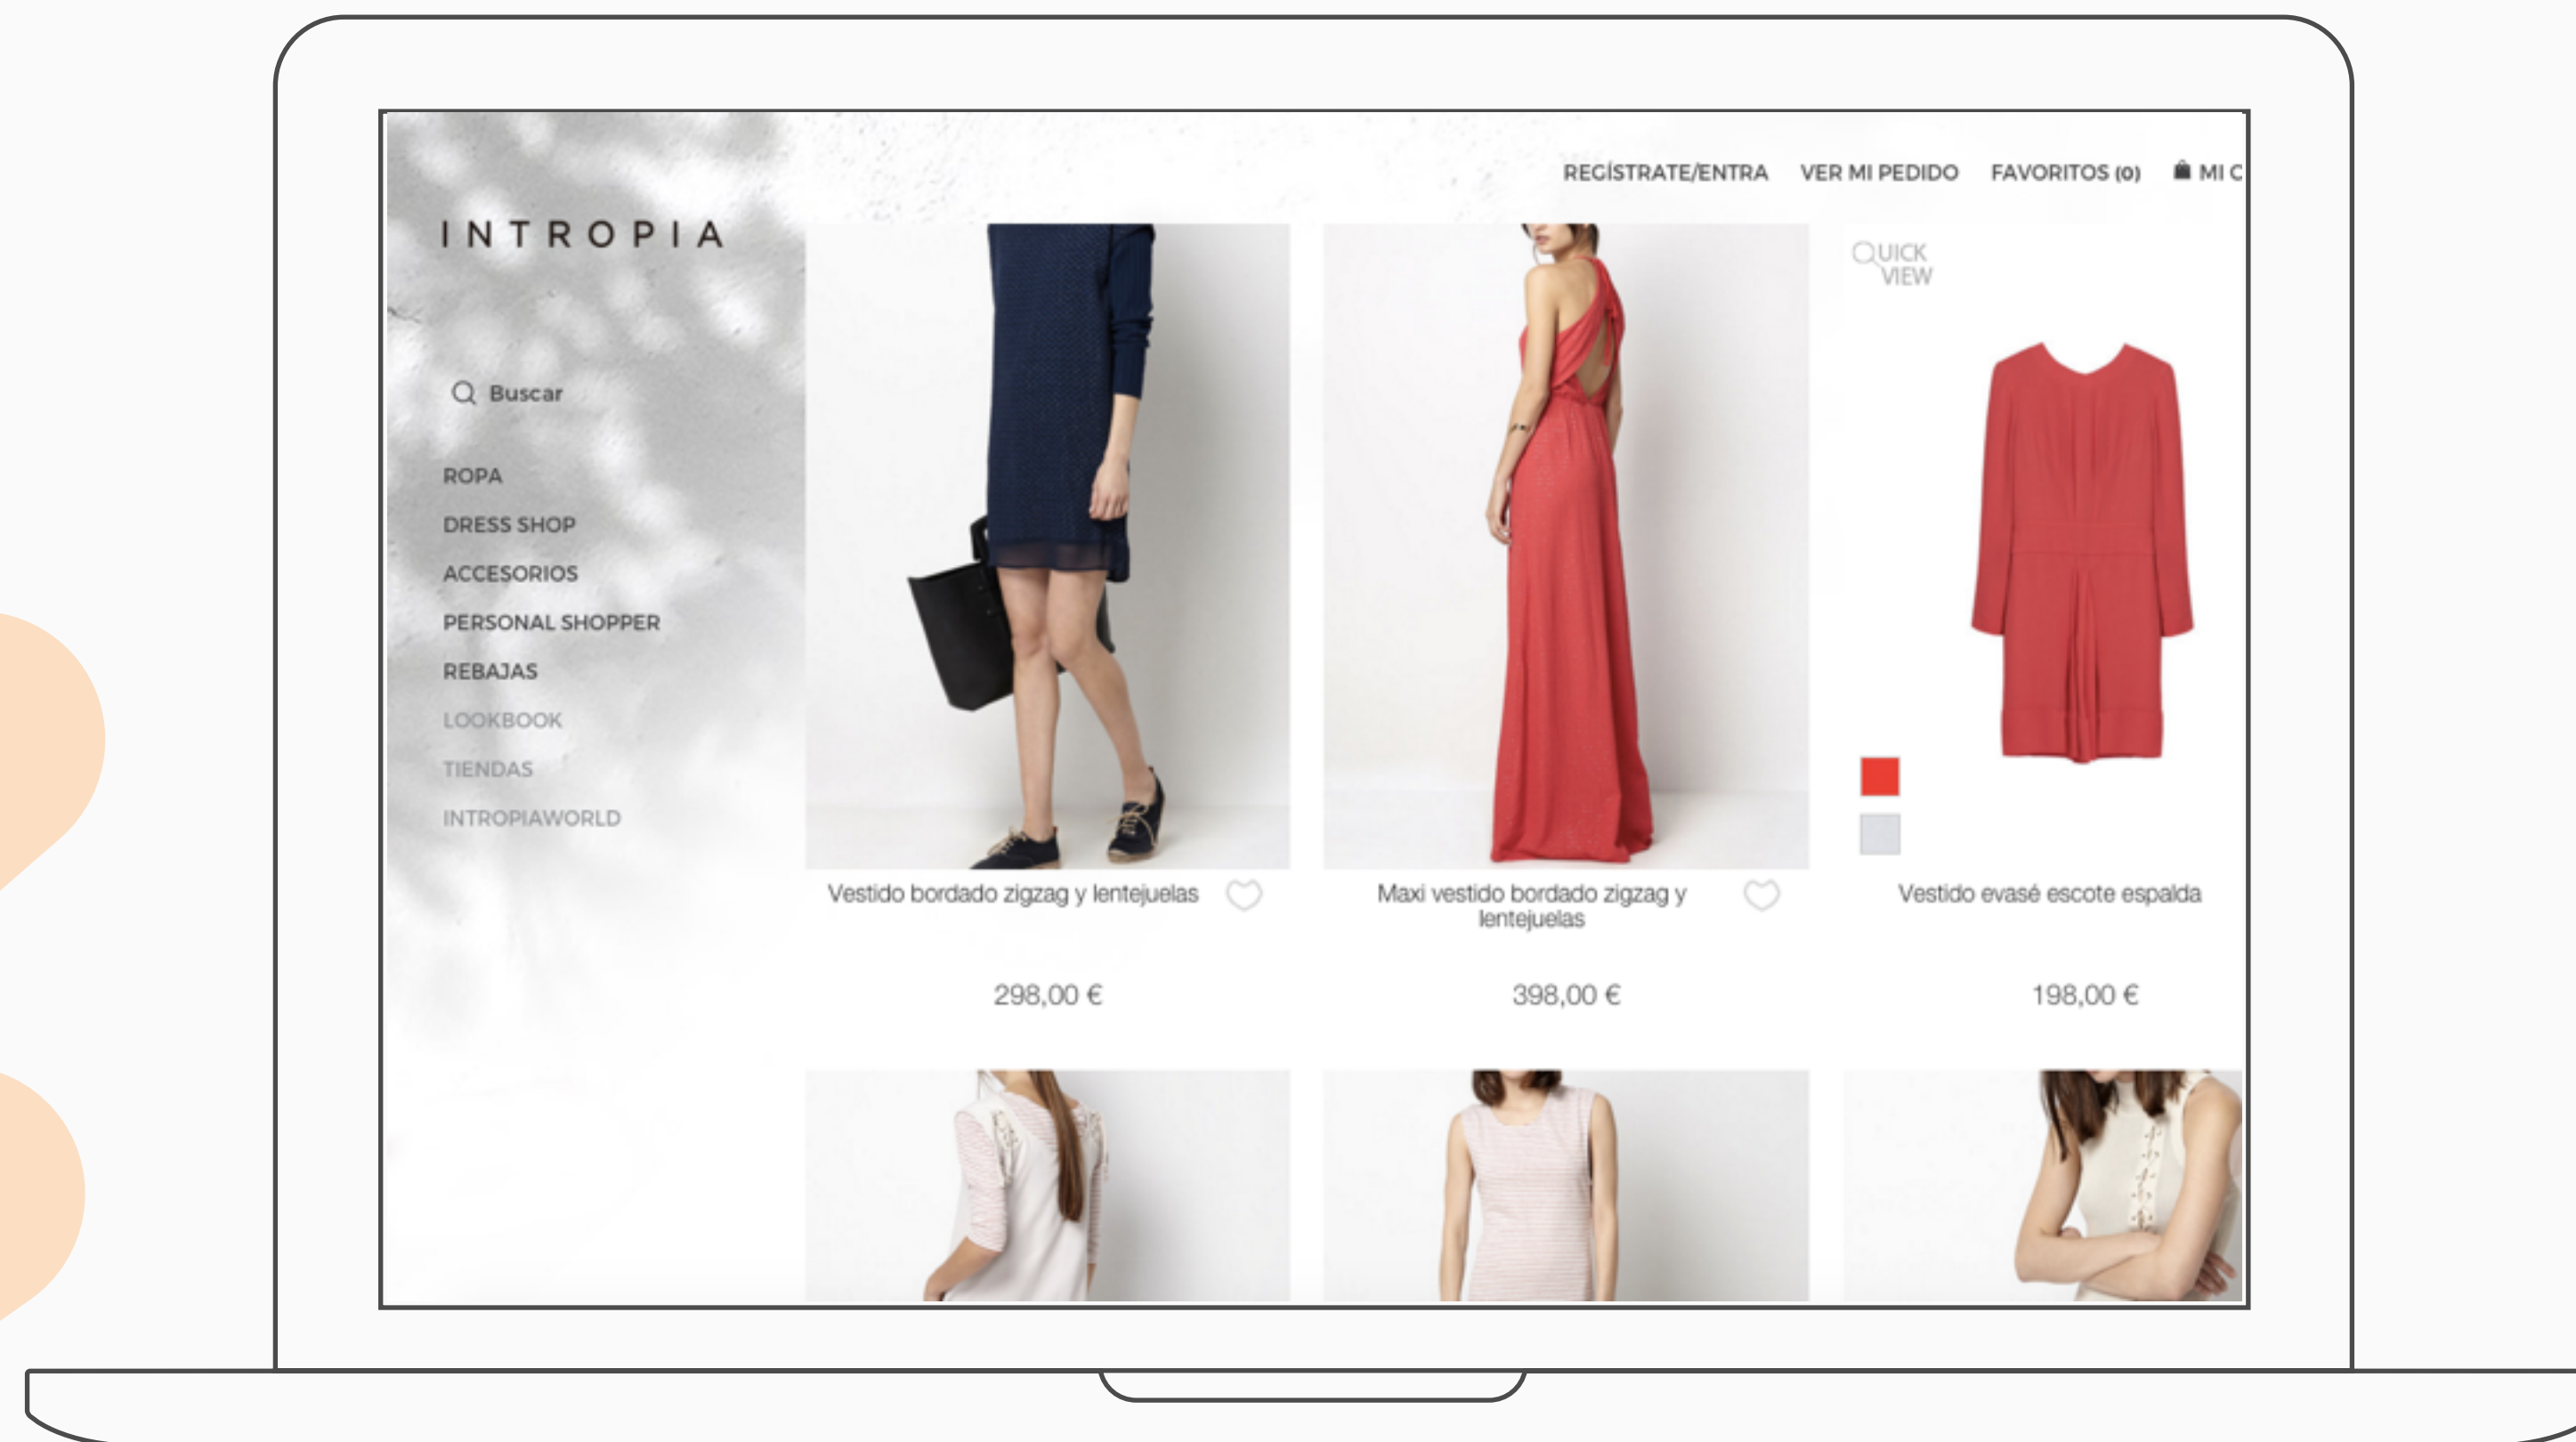 REGÍSTRATE/ENTRA VER MI PEDIDO FAVORITOS (0) MI
INTROPIA
Buscar
ROPA
DRESS SHOP
ACCESORIOS
PERSONAL SHOPPER
REBAJAS
LOOKBOOK
TIENDAS
INTROPIAWORLD
QUICK
VIEW
Vestido bordado zigzag y lentejuelas
298,00 €
Maxi vestido bordado zigzag y
lentejuelas
398,00 €
Vestido evasé escote espalda
198,00 €